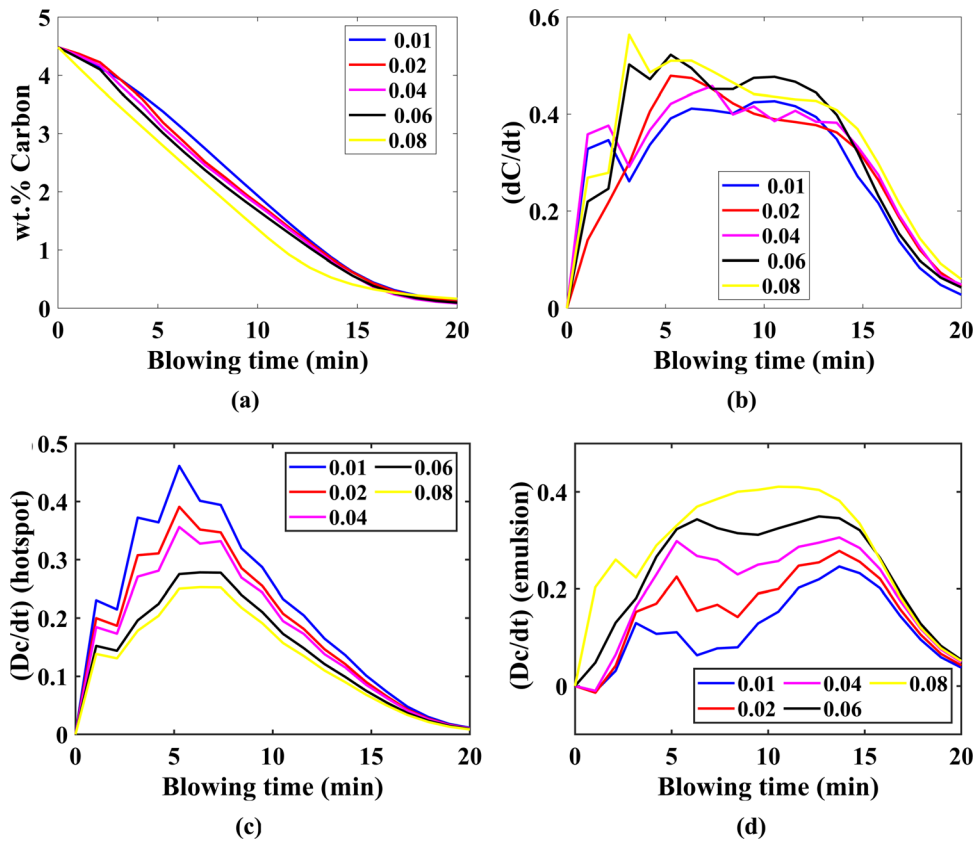 5
4
3
2
1
0
wt.% Carbon
0.01
0.02
0.04
0.06
0.08
0 5 10 15 20
Blowing time (min)
(a)
0.6
0.4
0.2
0
(dC/dt)
0.01
0.02
0.04
0.06
0.08
0 5 10 15 20
Blowing time (min)
(b)
0.5
0.4
0.3
0.2
0.1
0
(Dc/dt) (hotspot)
0.01 0.06
0.02 0.08
0.04
0 5 10 15 20
Blowing time (min)
(c)
0.4
0.2
0
(Dc/dt) (emulsion)
0.01 0.04 0.08
0.02 0.06
0 5 10 15 20
Blowing time (min)
(d)